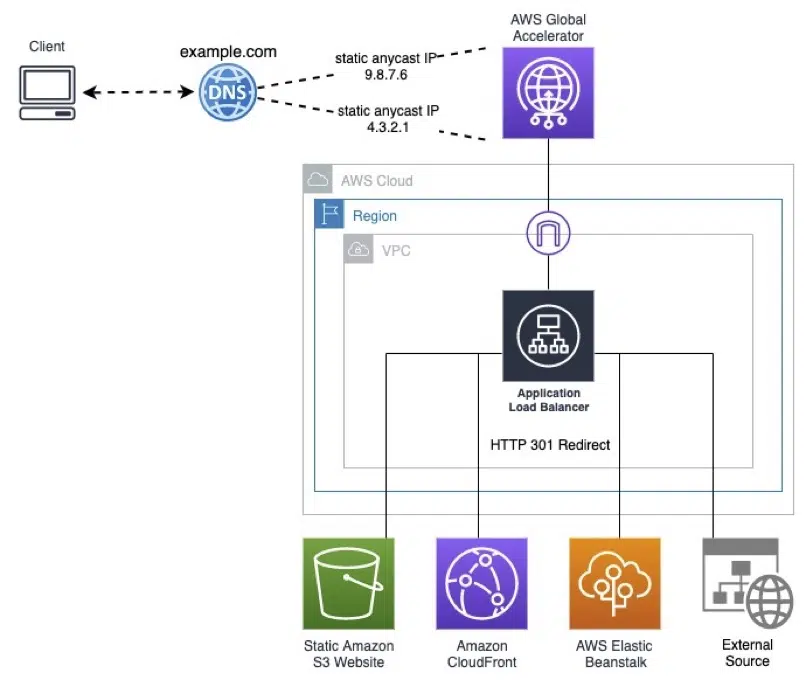 AWS Global
Accelerator
Client
example.com
DNS
static anycast IP
9.8.7.6
static anycast IP
4.3.2.1
AWS Cloud
Region
VPC
Application
Load Balancer
HTTP 301 Redirect
Static Amazon
S3 Website
Amazon
CloudFront
AWS Elastic
Beanstalk
External
Source